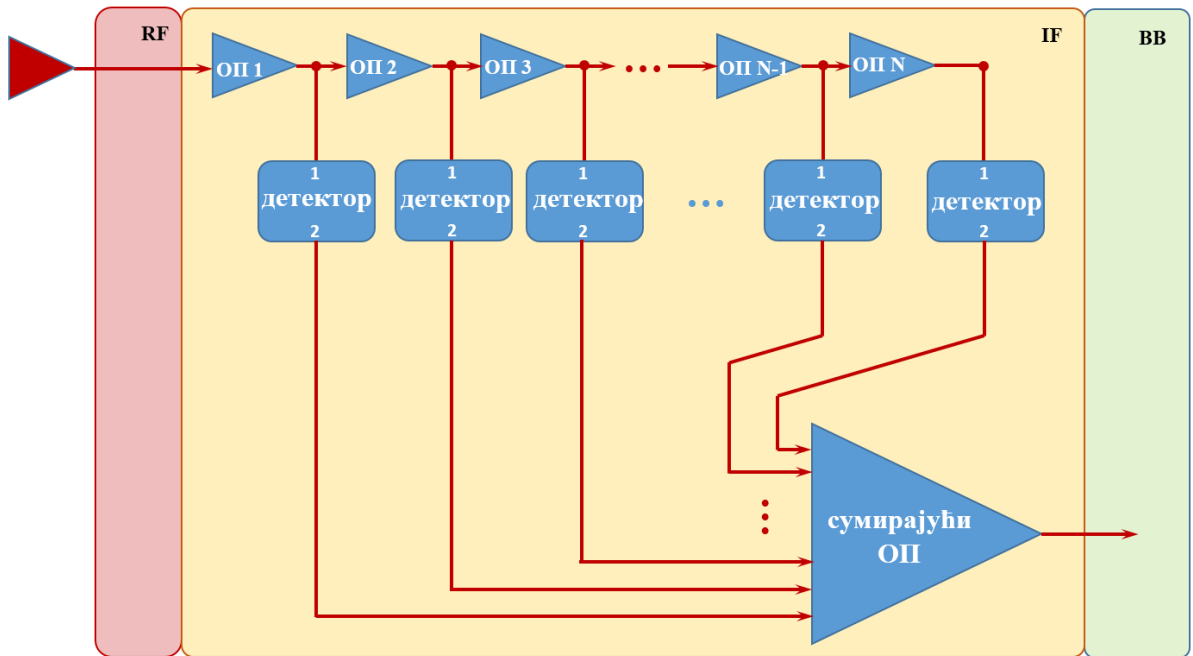 RF
IF
BB
ОП 1
ОП 2
ОП 3
...
ОП N-1
ОП N
1
детектор
2
1
детектор
2
1
детектор
2
...
1
детектор
2
1
детектор
2
сумирајући
ОП